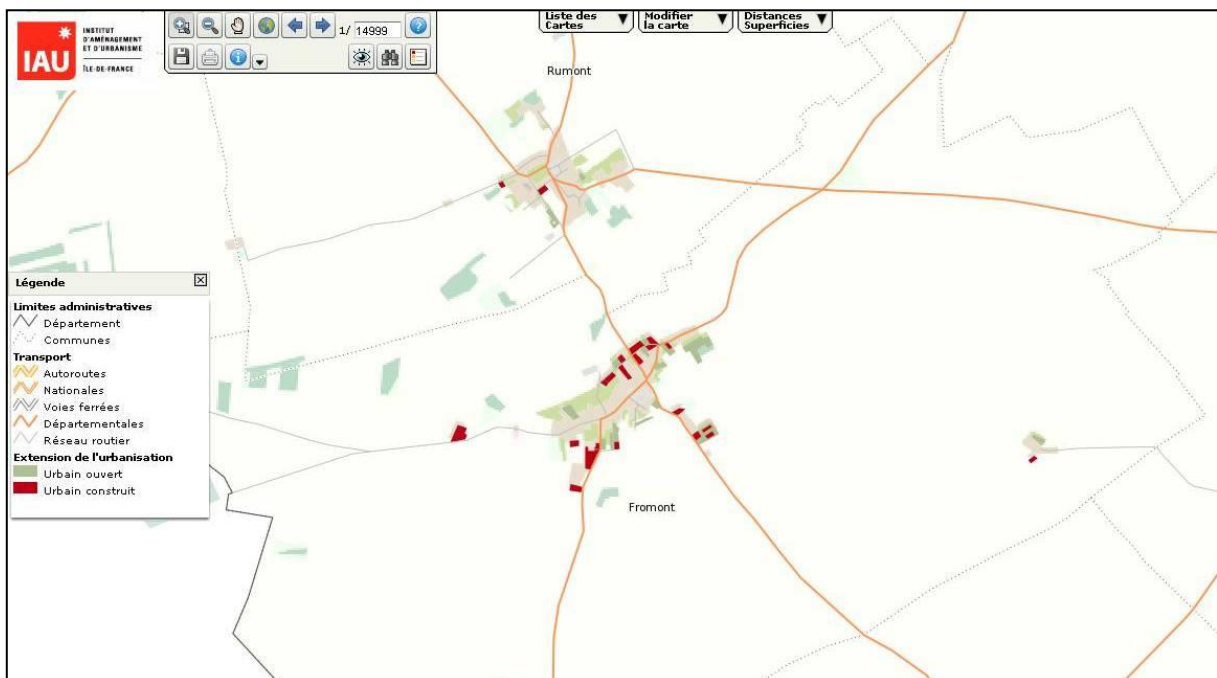 IAU
INSTITUT
D'AMÉNAGEMENT
ET D'URBANISME
ÎLE-DE-FRANCE
1/ 14999
Liste des
Cartes
Modifier
la carte
Distances
Superficies
Rumont
Légende
Limites administratives
Département
Communes
Transport
Autoroutes
Nationales
Voies ferrées
Départementales
Réseau routier
Extension de l'urbanisation
Urbain ouvert
Urbain construit
Fromont